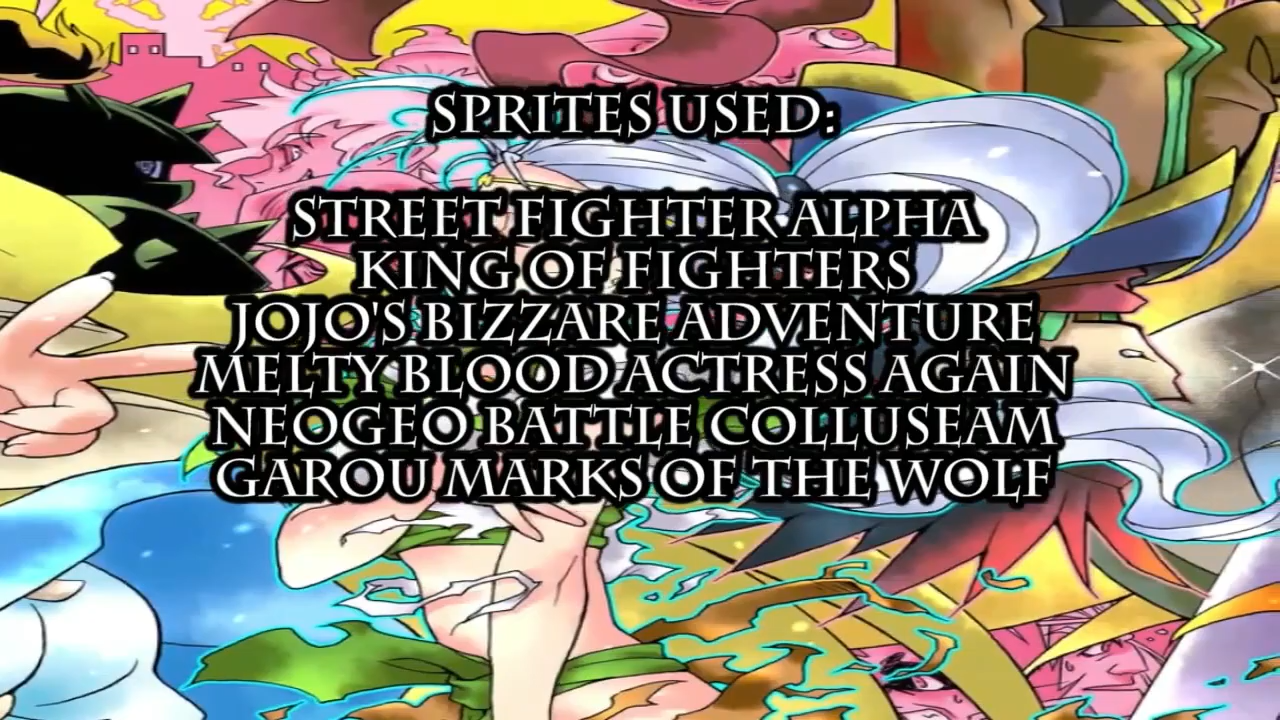 SPRITES USED:
STREET FIGHTER ALPHA
KING OF FIGHTERS
JOJO'S BIZZARE ADVENTURE
MELTY BLOOD ACTRESS AGAIN
NEOGEO BATTLE COLLUSEAM
GAROU MARKS OF THE WOLF